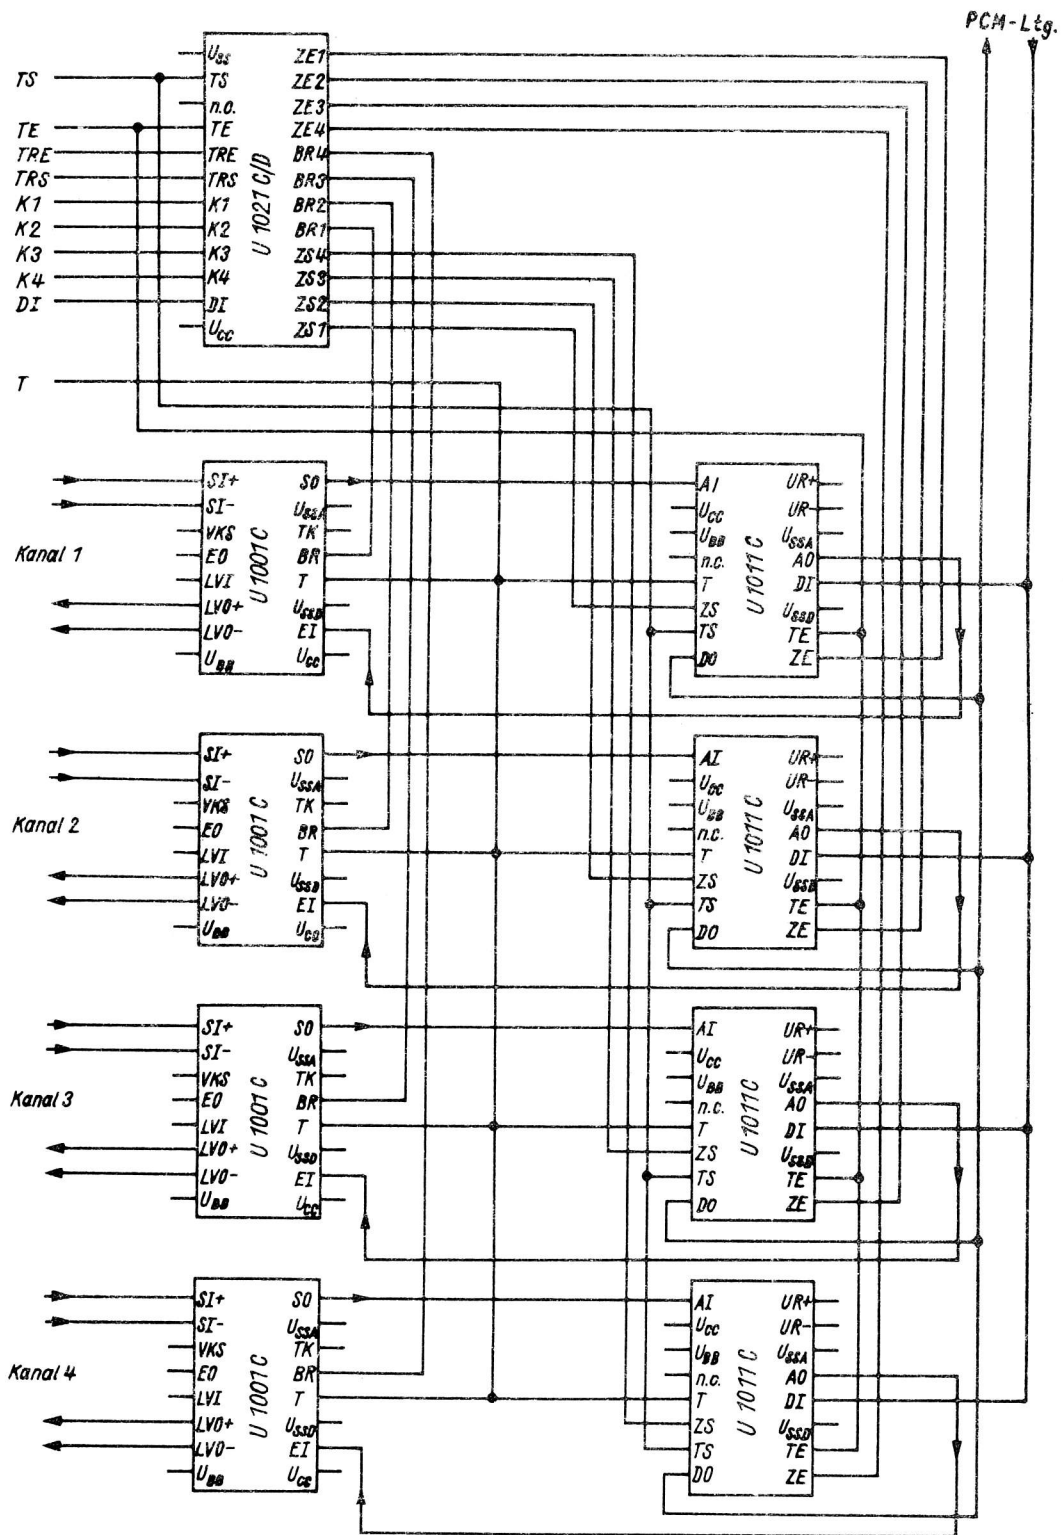 PCM-Ltg.
TS
TE
TRE
TRS
K1
K2
K3
K4
DI
T
U 1021 C/D
USS
TS
n.c.
TE
TRE
TRS
K1
K2
K3
K4
DI
UCC
ZE1
ZE2
ZE3
ZE4
BR4
BR3
BR2
BR1
ZS4
ZS3
ZS2
ZS1
Kanal 1
U 1001 C
SI+
SI-
VKS
EO
LVI
LVO+
LVO-
UBB
SO
USSA
TK
BR
T
USSD
EI
UCC
U 1011 C
AI
UCC
UBB
n.c.
T
ZS
TS
DO
UR+
UR-
USSA
AO
DI
USSD
TE
ZE
Kanal 2
U 1001 C
SI+
SI-
VKS
EO
LVI
LVO+
LVO-
UBB
SO
USSA
TK
BR
T
USSD
EI
UCC
U 1011 C
AI
UCC
UBB
n.c.
T
ZS
TS
DO
UR+
UR-
USSA
AO
DI
USSD
TE
ZE
Kanal 3
U 1001 C
SI+
SI-
VKS
EO
LVI
LVO+
LVO-
UBB
SO
USSA
TK
BR
T
USSD
EI
UCC
U 1011 C
AI
UCC
UBB
n.c.
T
ZS
TS
DO
UR+
UR-
USSA
AO
DI
USSD
TE
ZE
Kanal 4
U 1001 C
SI+
SI-
VKS
EO
LVI
LVO+
LVO-
UBB
SO
USSA
TK
BR
T
USSD
EI
UCC
U 1011 C
AI
UCC
UBB
n.c.
T
ZS
TS
DO
UR+
UR-
USSA
AO
DI
USSD
TE
ZE